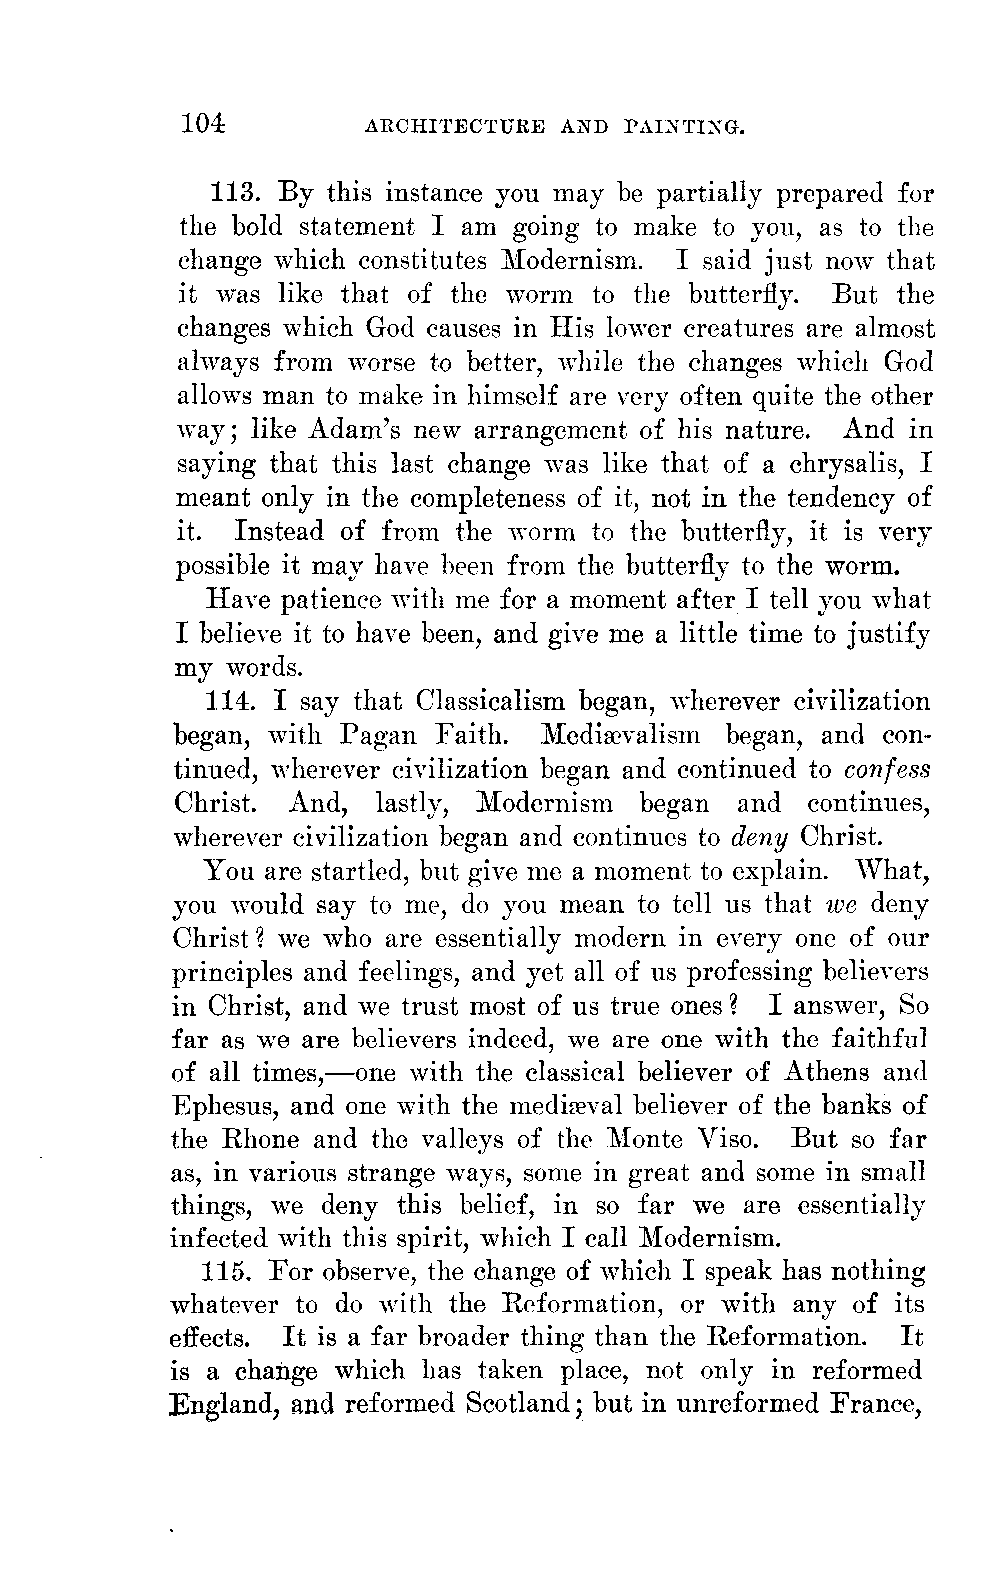 104 ARCHITECTURE AND PAINTING.
113. By this instance you may be partially prepared for
the bold statement I am going to make to you, as to the
change which constitutes Modernism. I said just now that
it was like that of the worm to the butterfly. But the
changes which God causes in His lower creatures are almost
always from worse to better, while the changes which God
allows man to make in himself are very often quite the other
way; like Adam's new arrangement of his nature. And in
saying that this last change was like that of a chrysalis, I
meant only in the completeness of it, not in the tendency of
it. Instead of from the worm to the butterfly, it is very
possible it may have been from the butterfly to the worm.
Have patience with me for a moment after I tell you what
I believe it to have been, and give me a little time to justify
my words.
114. I say that Classicalism began, wherever civilization
began, with Pagan Faith. Mediævalism began, and con-
tinued, wherever civilization began and continued to confess
Christ. And, lastly, Modernism began and continues,
wherever civilization began and continues to deny Christ.
You are startled, but give me a moment to explain. What,
you would say to me, do you mean to tell us that we deny
Christ? we who are essentially modern in every one of our
principles and feelings, and yet all of us professing believers
in Christ, and we trust most of us true ones? I answer, So
far as we are believers indeed, we are one with the faithful
of all times,—one with the classical believer of Athens and
Ephesus, and one with the mediæval believer of the banks of
the Rhone and the valleys of the Monte Viso. But so far
as, in various strange ways, some in great and some in small
things, we deny this belief, in so far we are essentially
infected with this spirit, which I call Modernism.
115. For observe, the change of which I speak has nothing
whatever to do with the Reformation, or with any of its
effects. It is a far broader thing than the Reformation. It
is a change which has taken place, not only in reformed
England, and reformed Scotland; but in unreformed France,